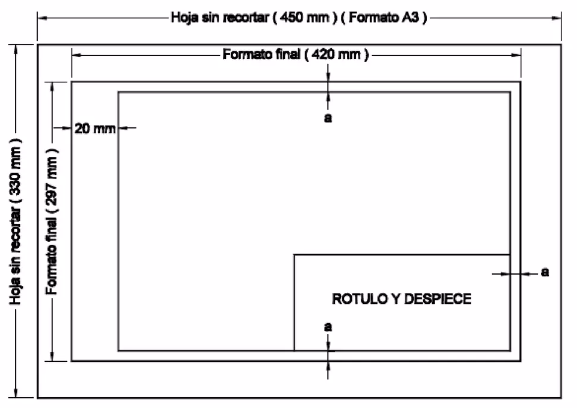 Hoja sin recortar ( 450 mm ) ( Formato A3 )
Formato final ( 420 mm )
a
20 mm
Hoja sin recortar ( 330 mm )
Formato final ( 297 mm )
a
ROTULO Y DESPIECE
a